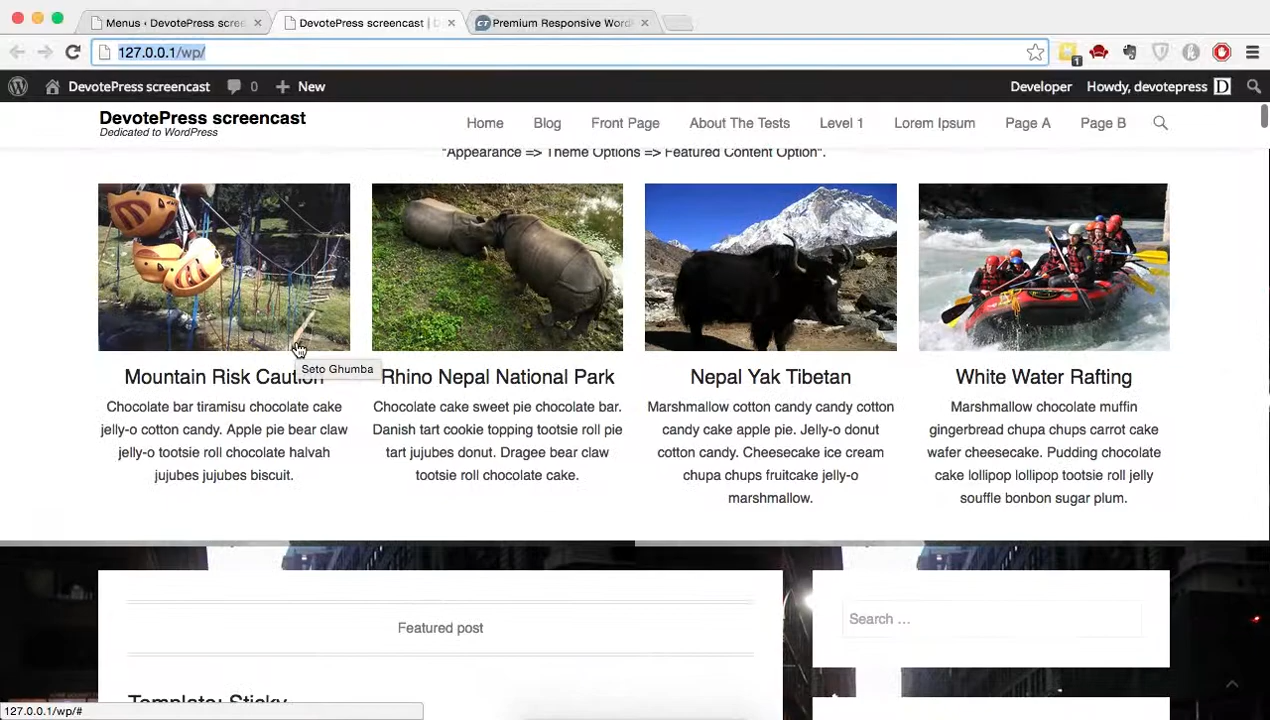 Menus ‹ DevotePress scree
DevotePress screencast |
Premium Responsive WordP
127.0.0.1/wp/
1
DevotePress screencast
0
New
Developer
Howdy, devotepress
D
DevotePress screencast
Dedicated to WordPress
Home
Blog
Front Page
About The Tests
Level 1
Lorem Ipsum
Page A
Page B
"Appearance => Theme Options => Featured Content Option".
Mountain Risk Caution
Seto Ghumba
Chocolate bar tiramisu chocolate cake
jelly-o cotton candy. Apple pie bear claw
jelly-o tootsie roll chocolate halvah
jujubes jujubes biscuit.
Rhino Nepal National Park
Chocolate cake sweet pie chocolate bar.
Danish tart cookie topping tootsie roll pie
tart jujubes donut. Dragee bear claw
tootsie roll chocolate cake.
Nepal Yak Tibetan
Marshmallow cotton candy candy cotton
candy cake apple pie. Jelly-o donut
cotton candy. Cheesecake ice cream
chupa chups fruitcake jelly-o
marshmallow.
White Water Rafting
Marshmallow chocolate muffin
gingerbread chupa chups carrot cake
wafer cheesecake. Pudding chocolate
cake lollipop lollipop tootsie roll jelly
souffle bonbon sugar plum.
Featured post
Template: Sticky
Search …
127.0.0.1/wp/#